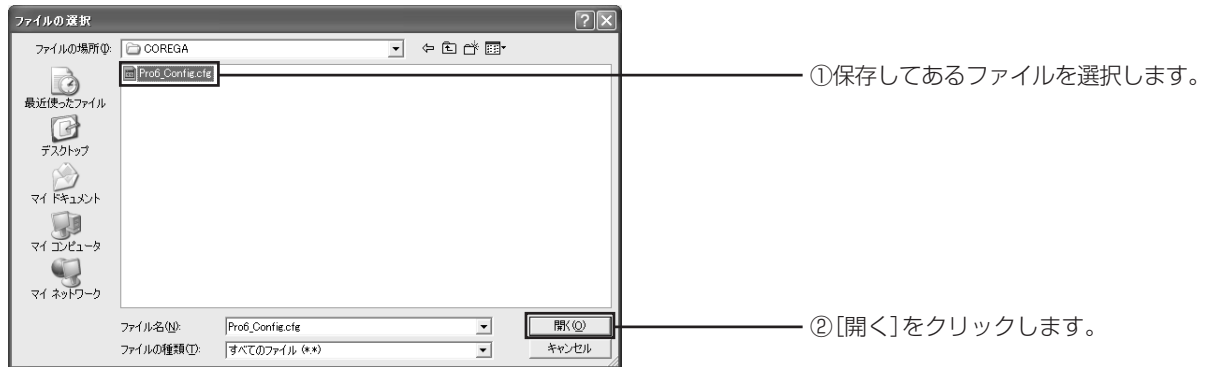 ファイルの選択
ファイルの場所(I):
COREGA
Pro6_Config.cfg
①保存してあるファイルを選択します。
最近使ったファイル
デスクトップ
マイ ドキュメント
マイ コンピュータ
マイ ネットワーク
ファイル名(N):
Pro6_Config.cfg
開く(O)
②[開く]をクリックします。
ファイルの種類(T):
すべてのファイル (*.*)
キャンセル